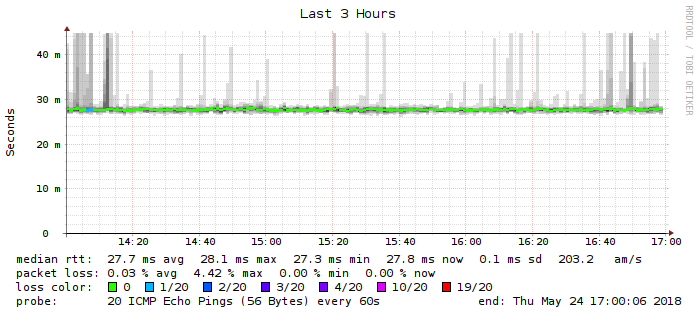 Last 3 Hours
RRDTOOL / TOBI OETIKER
Seconds
40 m
30 m
20 m
10 m
0
14:20 14:40 15:00 15:20 15:40 16:00 16:20 16:40 17:00
median rtt: 27.7 ms avg 28.1 ms max 27.3 ms min 27.8 ms now 0.1 ms sd 203.2 am/s
packet loss: 0.03 % avg 4.42 % max 0.00 % min 0.00 % now
loss color: 0 1/20 2/20 3/20 4/20 10/20 19/20
probe: 20 ICMP Echo Pings (56 Bytes) every 60s end: Thu May 24 17:00:06 2018